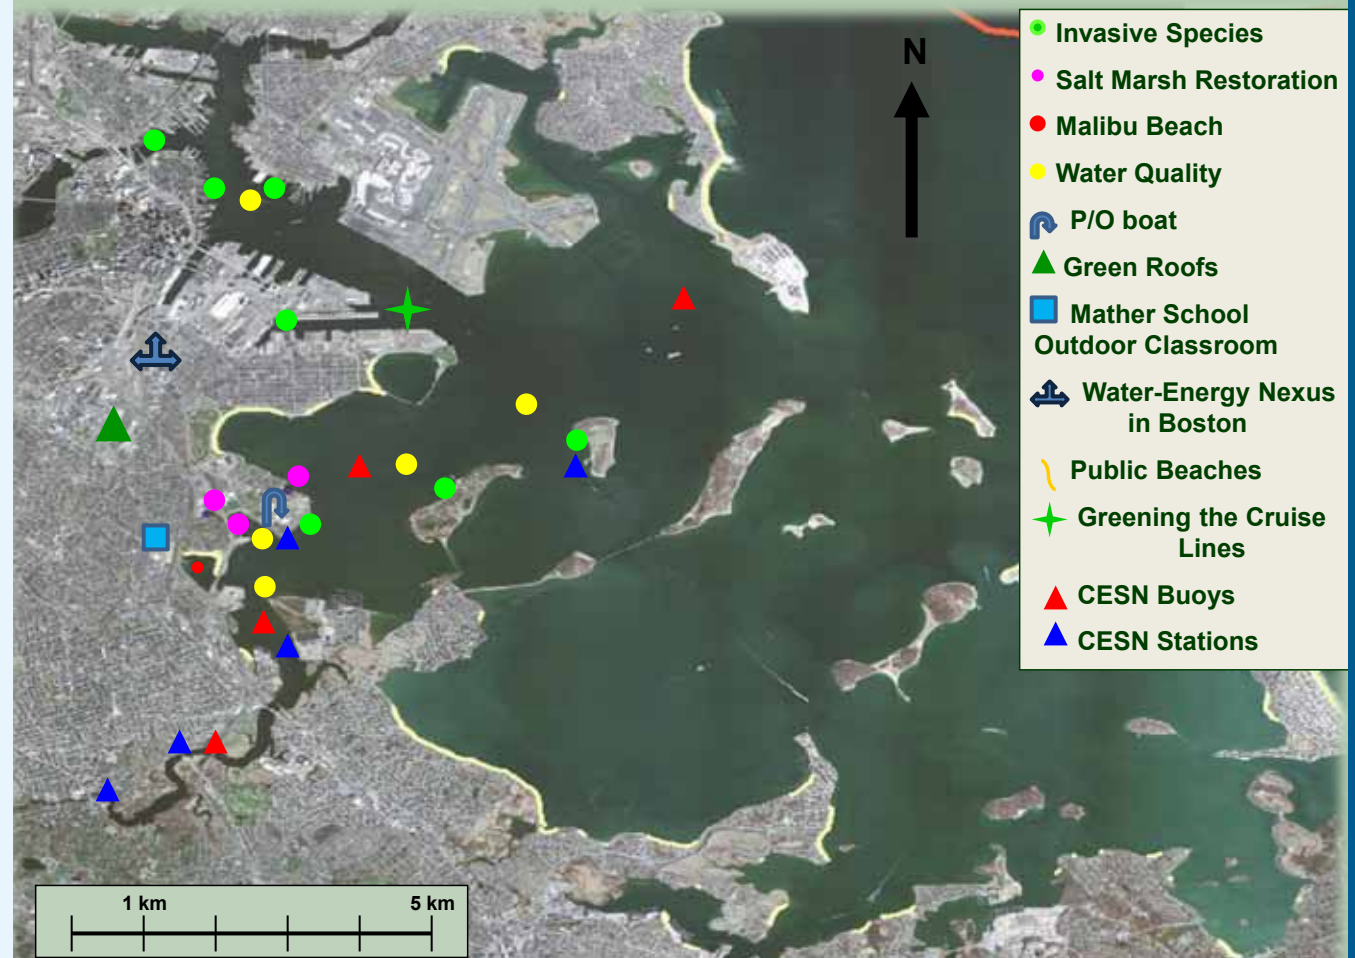 N
Invasive Species
Salt Marsh Restoration
Malibu Beach
Water Quality
P/O boat
Green Roofs
Mather School
Outdoor Classroom
Water-Energy Nexus
in Boston
Public Beaches
Greening the Cruise
Lines
CESN Buoys
CESN Stations
1 km 5 km